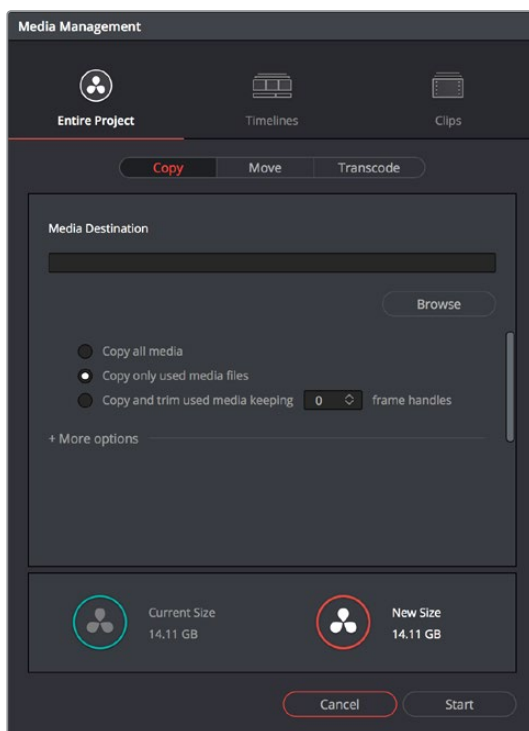 Media Management
Entire Project Timelines Clips
Copy Move Transcode
Media Destination
Browse
Copy all media
Copy only used media files
Copy and trim used media keeping 0 frame handles
+ More options
Current Size New Size
14.11 GB 14.11 GB
Cancel Start